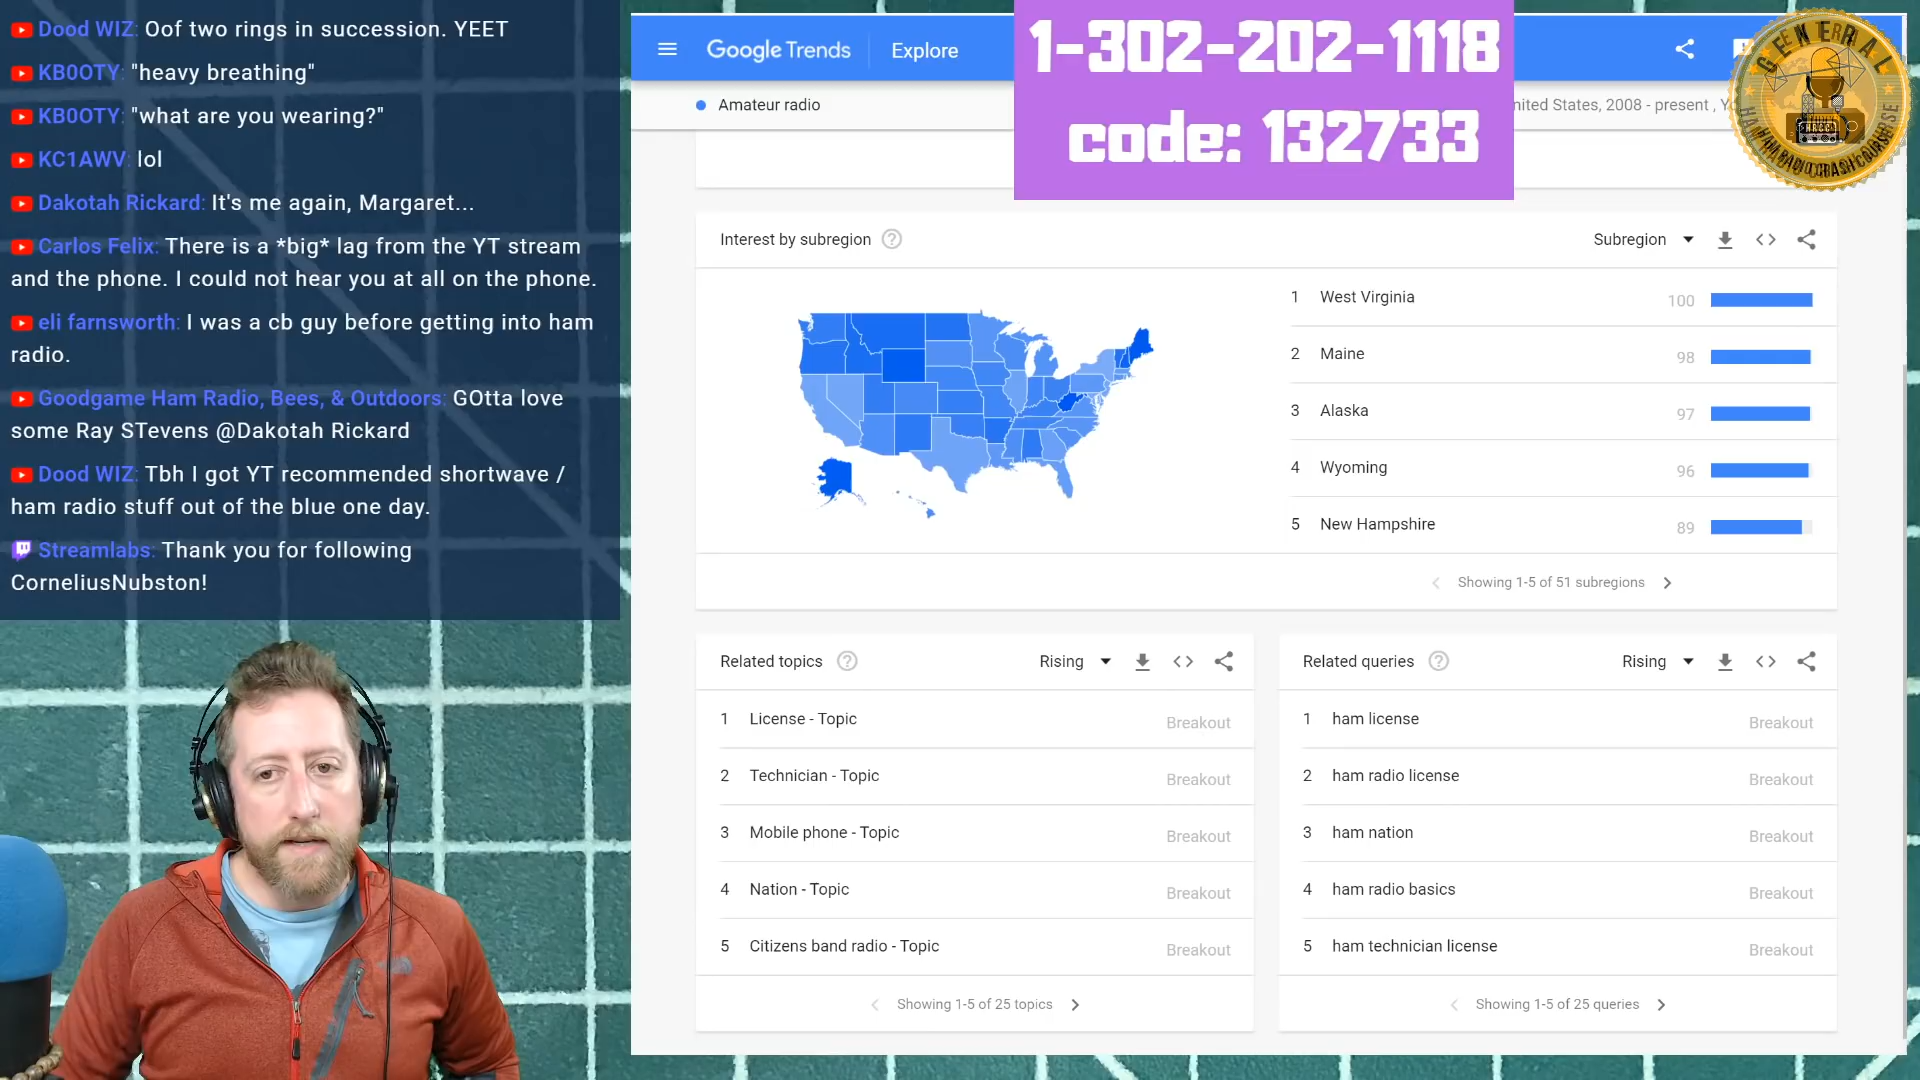 Dood WIZ: Oof two rings in succession. YEET
KB0OTY: "heavy breathing"
KB0OTY: "what are you wearing?"
KC1AWV: lol
Dakotah Rickard: It's me again, Margaret...
Carlos Felix: There is a *big* lag from the YT stream
and the phone. I could not hear you at all on the phone.
eli farnsworth: I was a cb guy before getting into ham
radio.
Goodgame Ham Radio, Bees, & Outdoors: GOtta love
some Ray STevens @Dakotah Rickard
Dood WIZ: Tbh I got YT recommended shortwave /
ham radio stuff out of the blue one day.
Streamlabs: Thank you for following
CorneliusNubston!
Google Trends Explore
1-302-202-1118
code: 132733
HAM RADIO CRASH COURSE
HRCC
Amateur radio
United States, 2008 - present
Interest by subregion
Subregion
1 West Virginia 100
2 Maine 98
3 Alaska 97
4 Wyoming 96
5 New Hampshire 89
Showing 1-5 of 51 subregions
Related topics
Rising
1 License - Topic Breakout
2 Technician - Topic Breakout
3 Mobile phone - Topic Breakout
4 Nation - Topic Breakout
5 Citizens band radio - Topic Breakout
Showing 1-5 of 25 topics
Related queries
Rising
1 ham license Breakout
2 ham radio license Breakout
3 ham nation Breakout
4 ham radio basics Breakout
5 ham technician license Breakout
Showing 1-5 of 25 queries